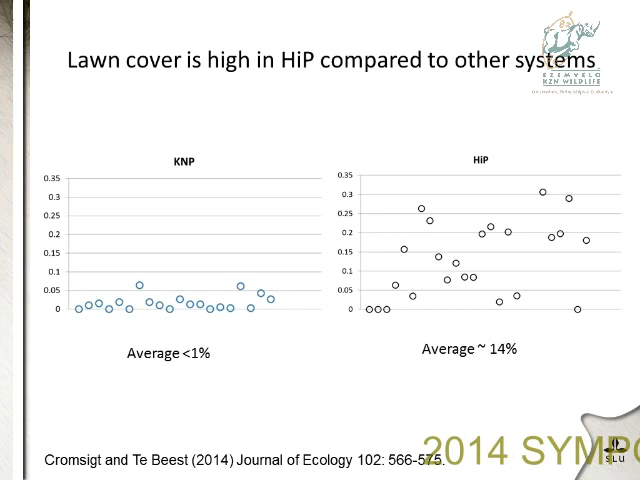 Lawn cover is high in HiP compared to other systems
EZEMVELO
KZN WILDLIFE
KNP
0.35
0.3
0.25
0.2
0.15
0.1
0.05
0
Average <1%
HiP
0.35
0.3
0.25
0.2
0.15
0.1
0.05
0
Average ~ 14%
Cromsigt and Te Beest (2014) Journal of Ecology 102: 566-575.
2014 SYMPO
SLU